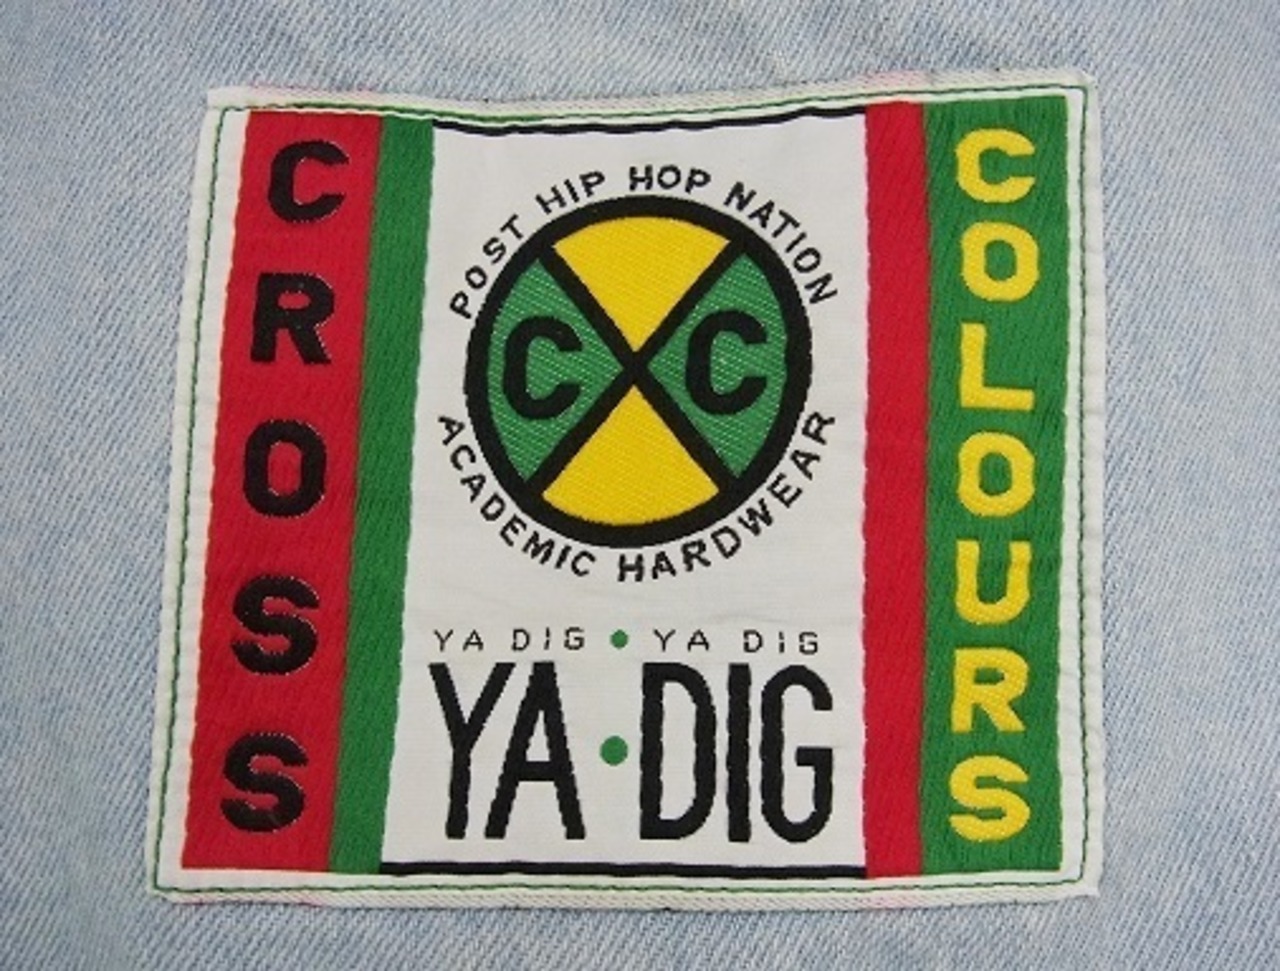 CROSS
POST HIP HOP NATION
C C
ACADEMIC HARDWEAR
YA DIG • YA DIG
YA • DIG
COLOURS